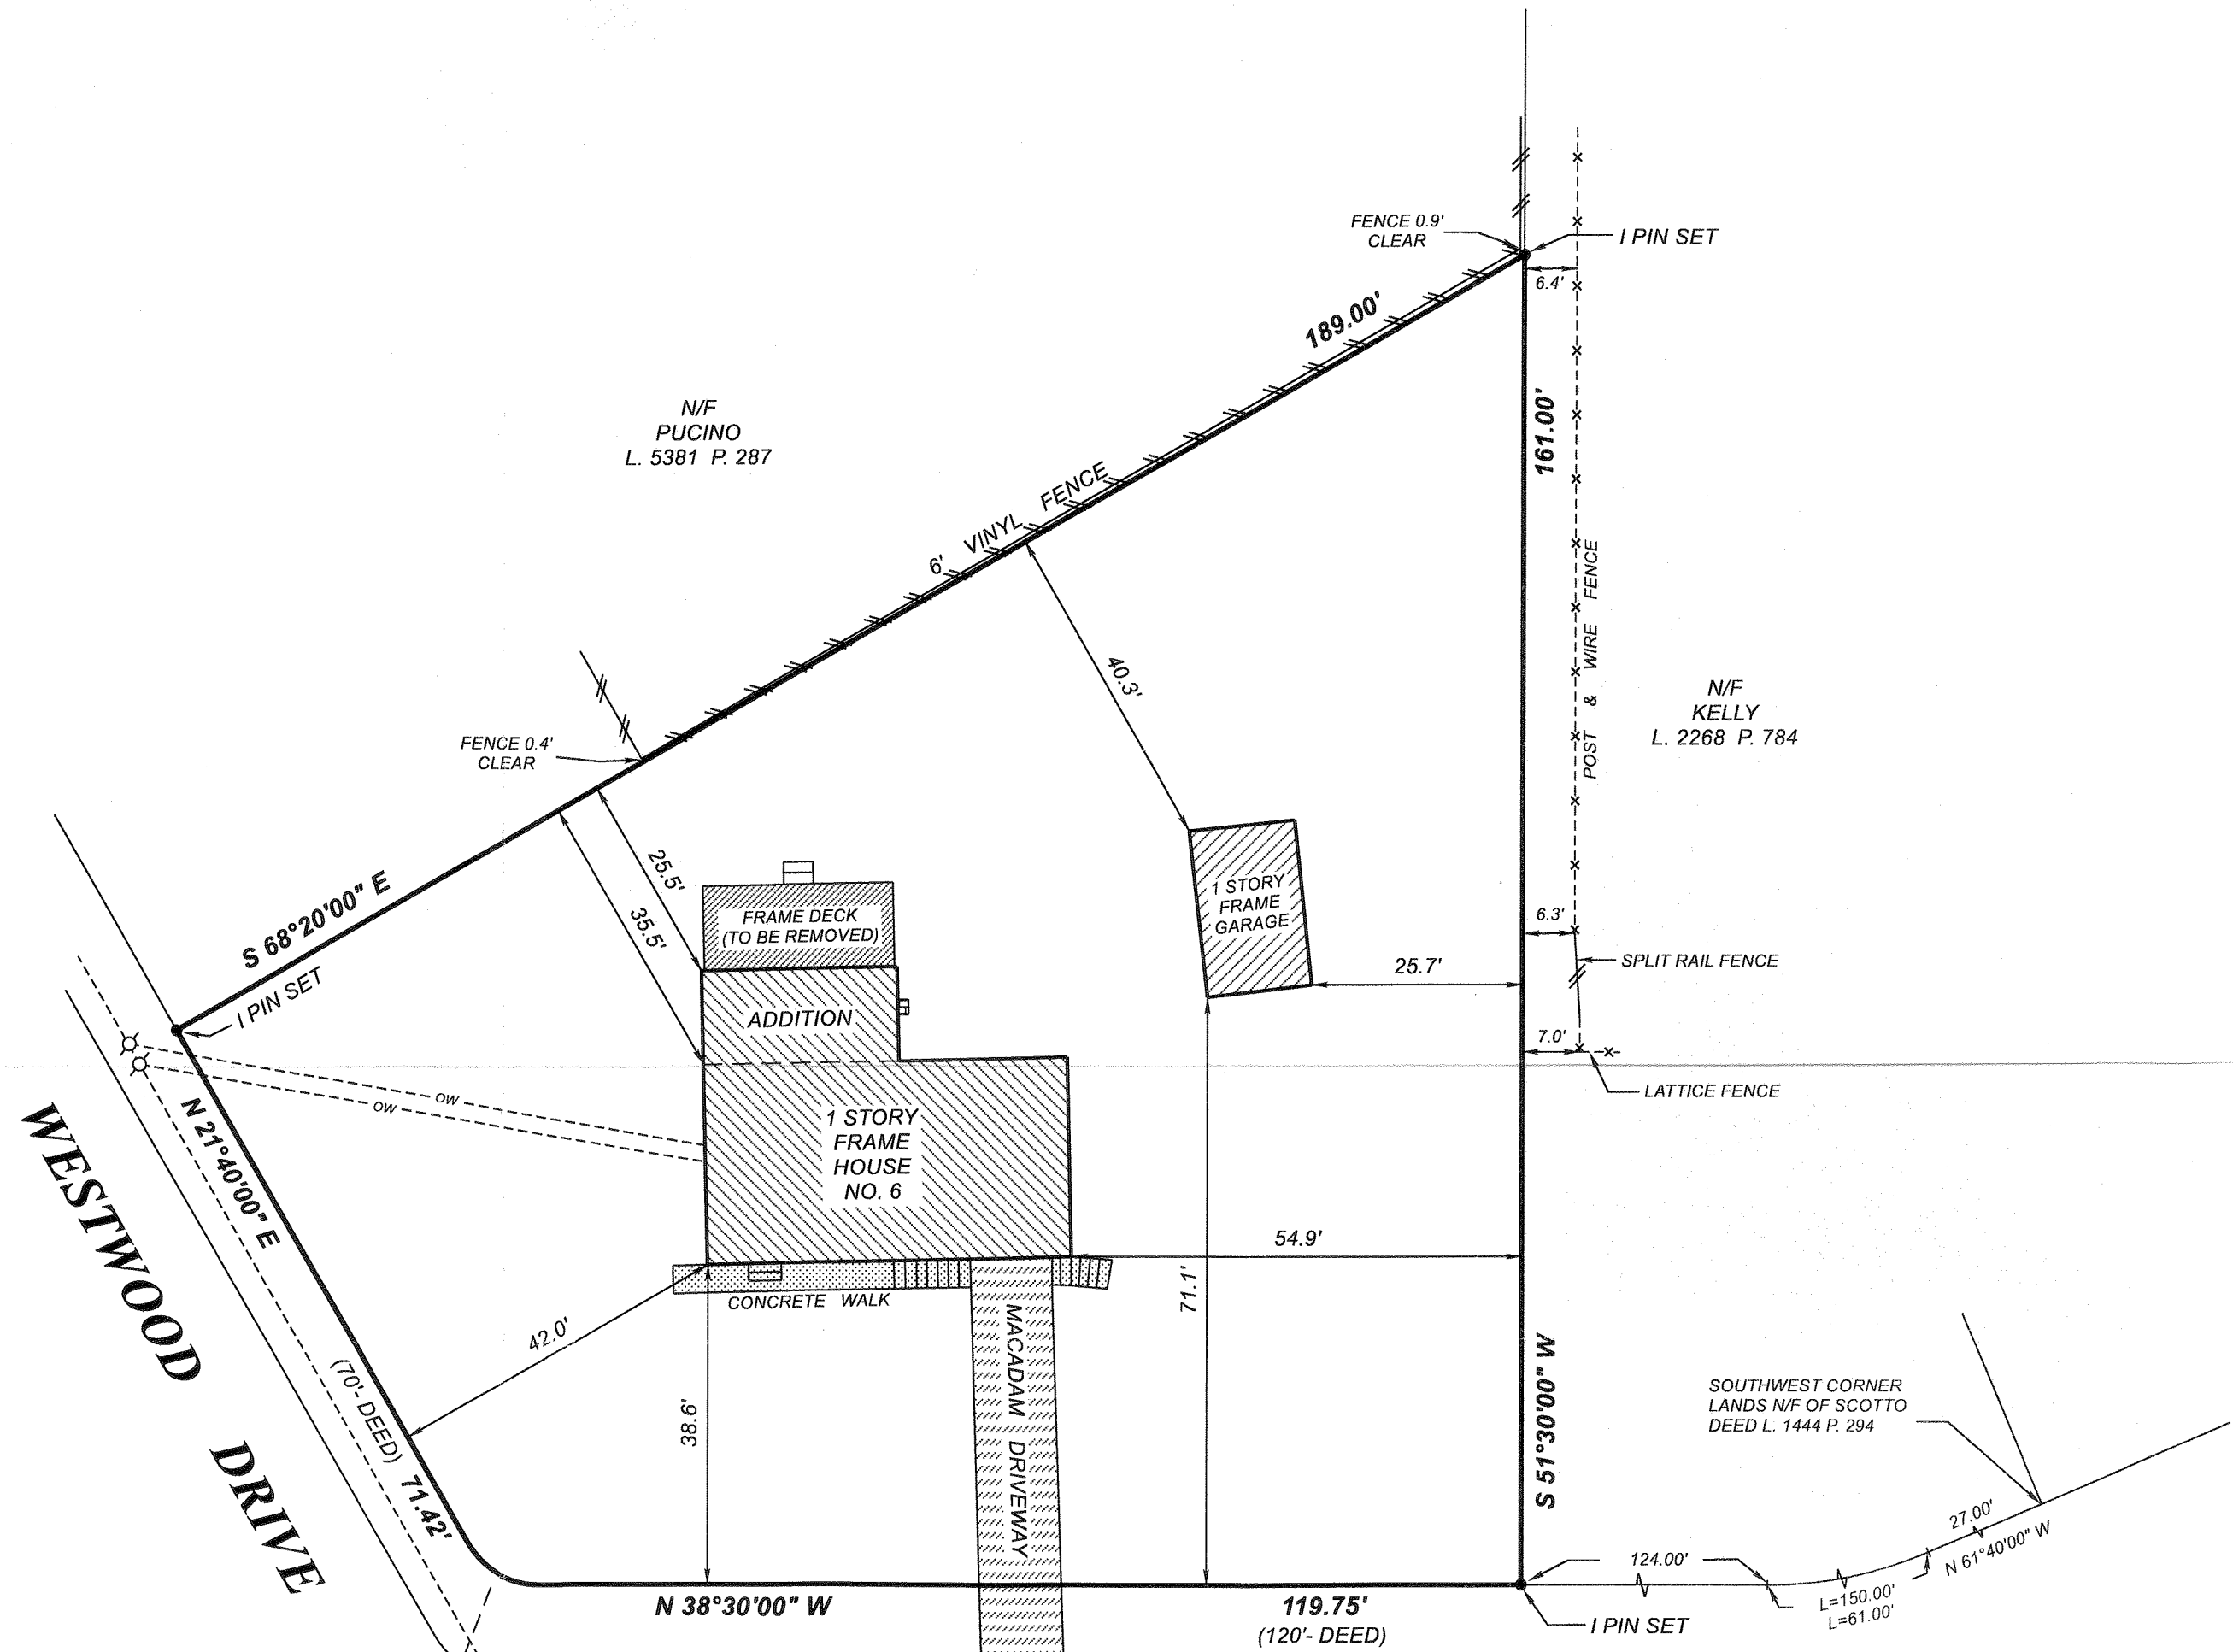 FENCE 0.9'
CLEAR
I PIN SET
6.4'
189.00'
161.00'
N/F
PUCINO
L. 5381 P. 287
6' VINYL FENCE
40.3'
POST & WIRE FENCE
N/F
KELLY
L. 2268 P. 784
FENCE 0.4'
CLEAR
25.5'
35.5'
S 68°20'00" E
I PIN SET
FRAME DECK
(TO BE REMOVED)
1 STORY
FRAME
GARAGE
6.3'
SPLIT RAIL FENCE
25.7'
ADDITION
7.0'
LATTICE FENCE
OW
OW
N 21°40'00" E
1 STORY
FRAME
HOUSE
NO. 6
54.9'
CONCRETE WALK
71.1'
42.0'
38.6'
MACADAM DRIVEWAY
WESTWOOD DRIVE
(70'- DEED) 71.42'
S 51°30'00" W
SOUTHWEST CORNER
LANDS N/F OF SCOTTO
DEED L. 1444 P. 294
27.00'
N 61°40'00" W
124.00'
L=150.00'
L=61.00'
N 38°30'00" W
119.75'
(120'- DEED)
I PIN SET